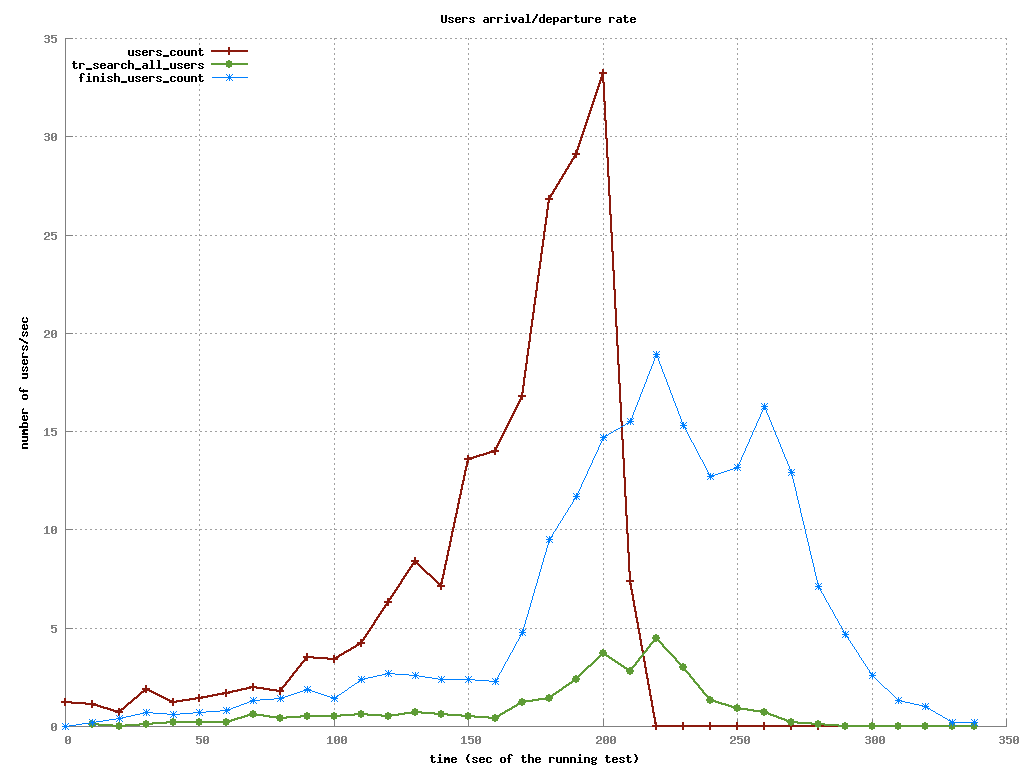 Users arrival/departure rate
users_count
tr_search_all_users
finish_users_count
35
30
25
20
15
10
5
0
number of users/sec
0 50 100 150 200 250 300 350
time (sec of the running test)